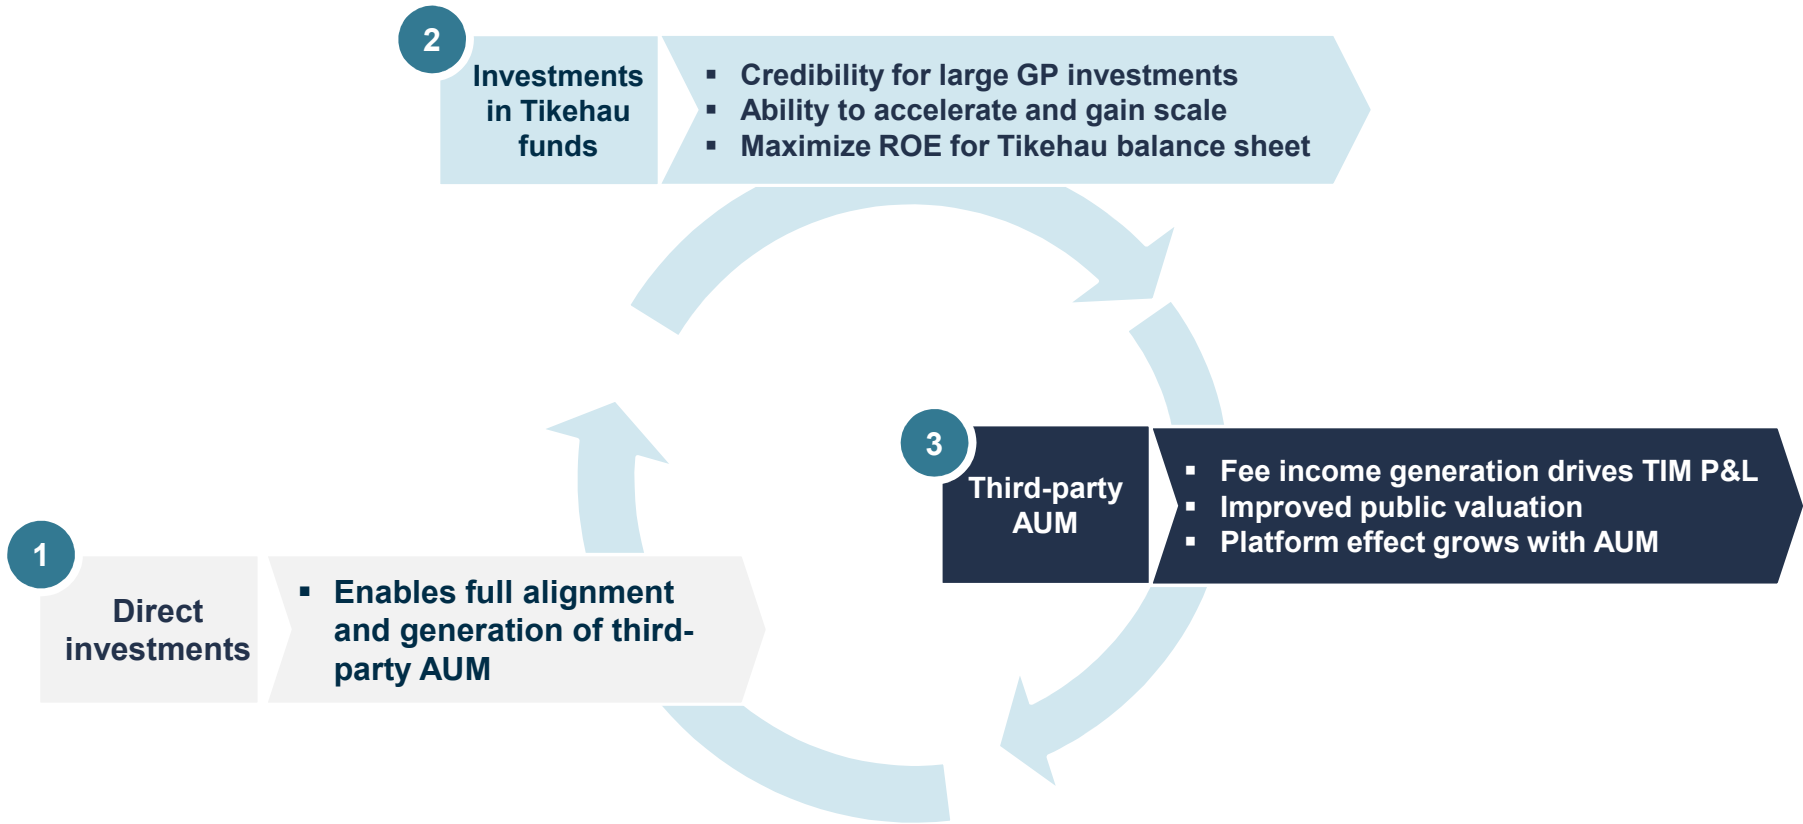 2
Investments
in Tikehau
funds
▪ Credibility for large GP investments
▪ Ability to accelerate and gain scale
▪ Maximize ROE for Tikehau balance sheet
3
Third-party
AUM
▪ Fee income generation drives TIM P&L
▪ Improved public valuation
▪ Platform effect grows with AUM
1
Direct
investments
▪ Enables full alignment
and generation of third-
party AUM